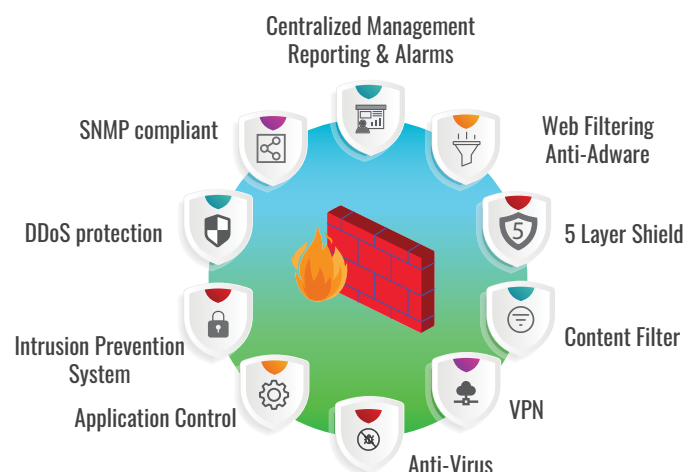 Centralized Management
Reporting & Alarms
SNMP compliant
Web Filtering
Anti-Adware
DDoS protection
5
5 Layer Shield
Intrusion Prevention
System
Content Filter
Application Control
VPN
Anti-Virus